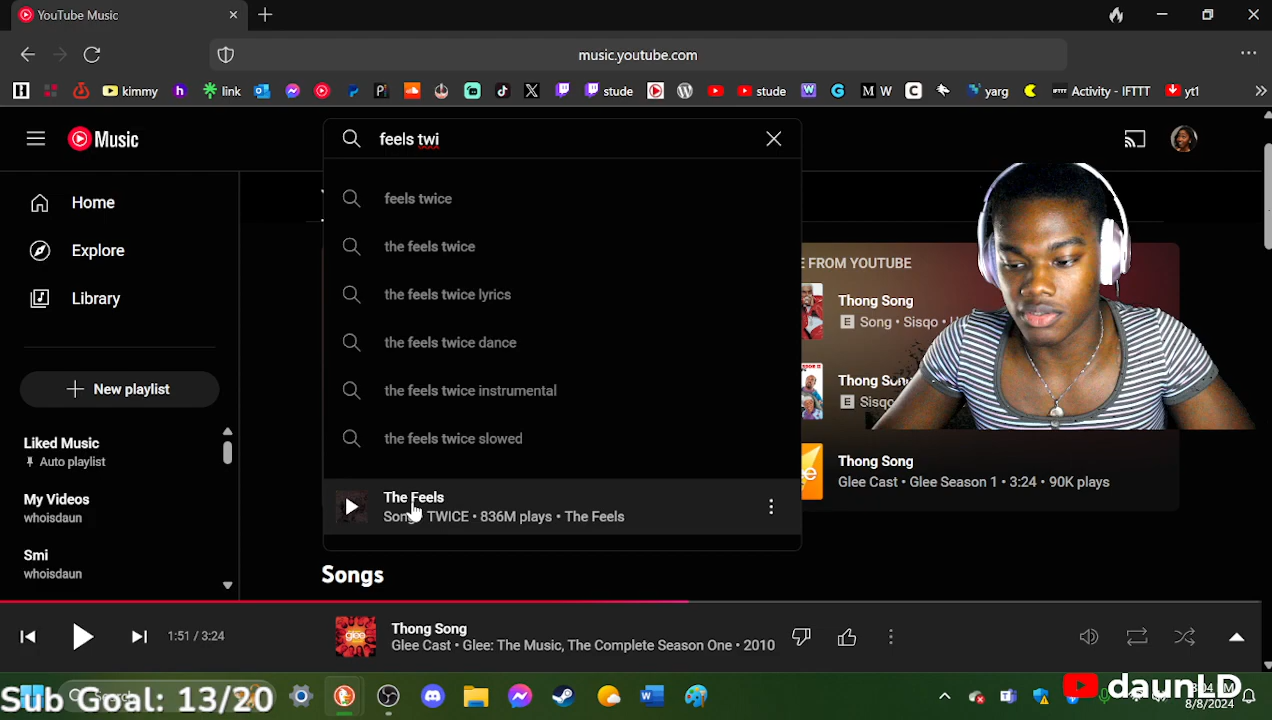 YouTube Music
music.youtube.com
kimmy
h
link
stude
stude
M W
yarg
Activity - IFTTT
yt1
Music
feels twi
Home
Explore
Library
New playlist
Liked Music
Auto playlist
My Videos
whoisdaun
Smi
whoisdaun
feels twice
the feels twice
the feels twice lyrics
the feels twice dance
the feels twice instrumental
the feels twice slowed
The Feels
Song TWICE • 836M plays • The Feels
E FROM YOUTUBE
Thong Song
E Song • Sisqo •
Thong
E Sisqo
Thong Song
Glee Cast • Glee Season 1 • 3:24 • 90K plays
Songs
1:51 / 3:24
Thong Song
Glee Cast • Glee: The Music, The Complete Season One • 2010
Sub Goal: 13/20
daunLD
8/8/2024